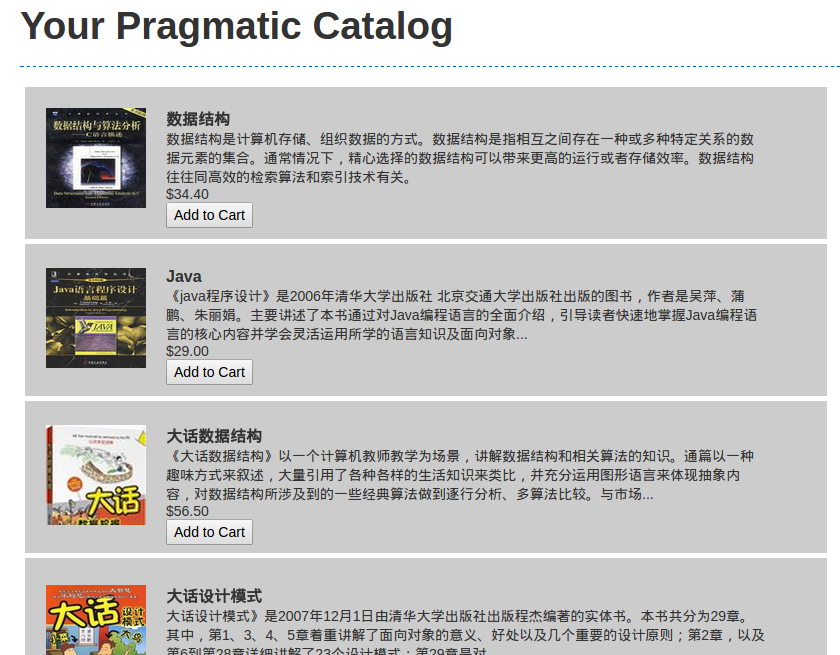 Your Pragmatic Catalog
数据结构与算法分析
——C语言描述
数据结构
数据结构是计算机存储、组织数据的方式。数据结构是指相互之间存在一种或多种特定关系的数
据元素的集合。通常情况下，精心选择的数据结构可以带来更高的运行或者存储效率。数据结构
往往同高效的检索算法和索引技术有关。
$34.40
Add to Cart
Java语言程序设计
基础篇
JAVA
Java
《java程序设计》是2006年清华大学出版社 北京交通大学出版社出版的图书，作者是吴萍、蒲
鹏、朱丽娟。主要讲述了本书通过对Java编程语言的全面介绍，引导读者快速地掌握Java编程语
言的核心内容并学会灵活运用所学的语言知识及面向对象...
$29.00
Add to Cart
大话
大话数据结构
《大话数据结构》以一个计算机教师教学为场景，讲解数据结构和相关算法的知识。通篇以一种
趣味方式来叙述，大量引用了各种各样的生活知识来类比，并充分运用图形语言来体现抽象内
容，对数据结构所涉及到的一些经典算法做到逐行分析、多算法比较。与市场...
$56.50
Add to Cart
大话设计模式
大话设计模式
大话设计模式》是2007年12月1日由清华大学出版社出版程杰编著的实体书。本书共分为29章。
其中，第1、3、4、5章着重讲解了面向对象的意义、好处以及几个重要的设计原则；第2章，以及
第6到第28章详细讲解了23个设计模式；第29章是对